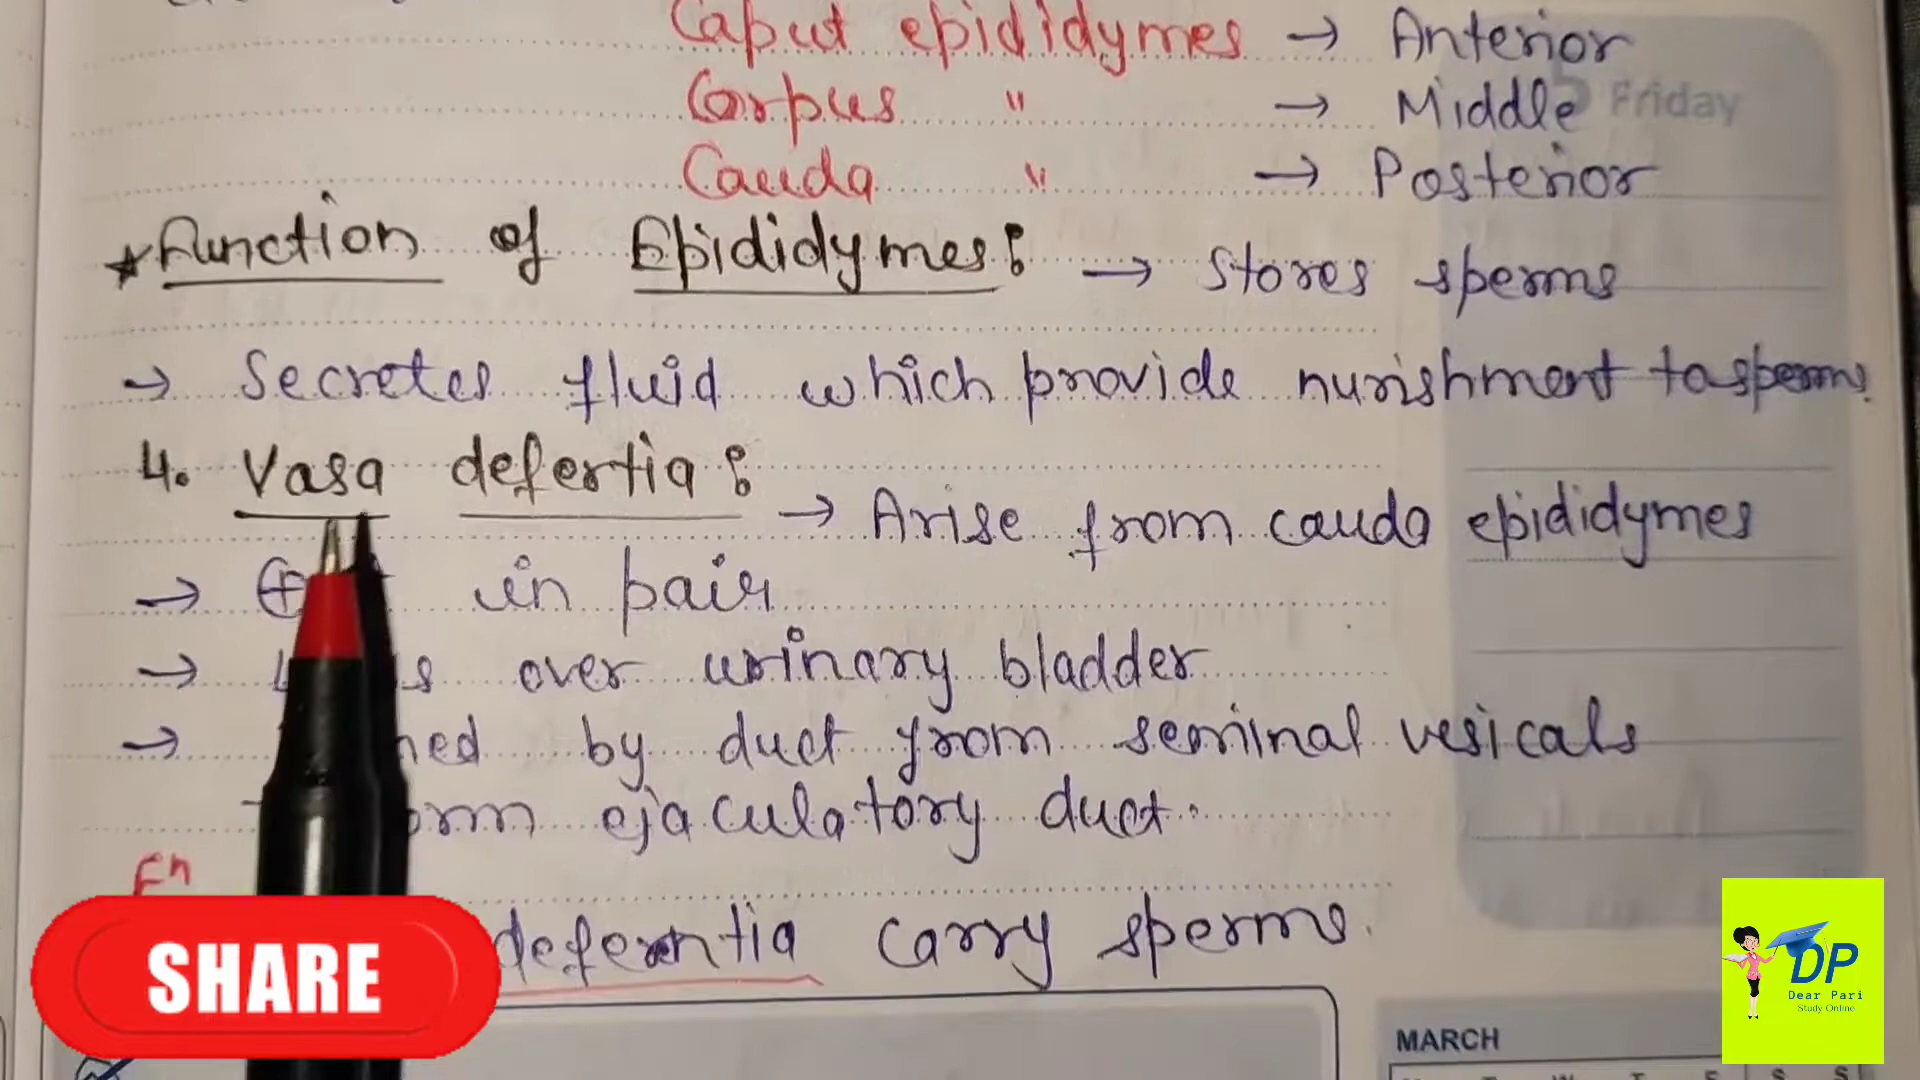 Caput epididymes → Anterior
Corpus " → Middle
Friday
Cauda " → Posterior
★ Function of Epididymes : → Stores sperms
→ Secretes fluid which provide nurishment to sperms.
4. Vasa defertia : → Arise from cauda epididymes
→ in pair
→ over urinary bladder
→ by duct from seminal vesicals
ejaculatory duct.
Fn
deferntia carry sperms.
SHARE
DP
Dear Pari
Study Online
MARCH